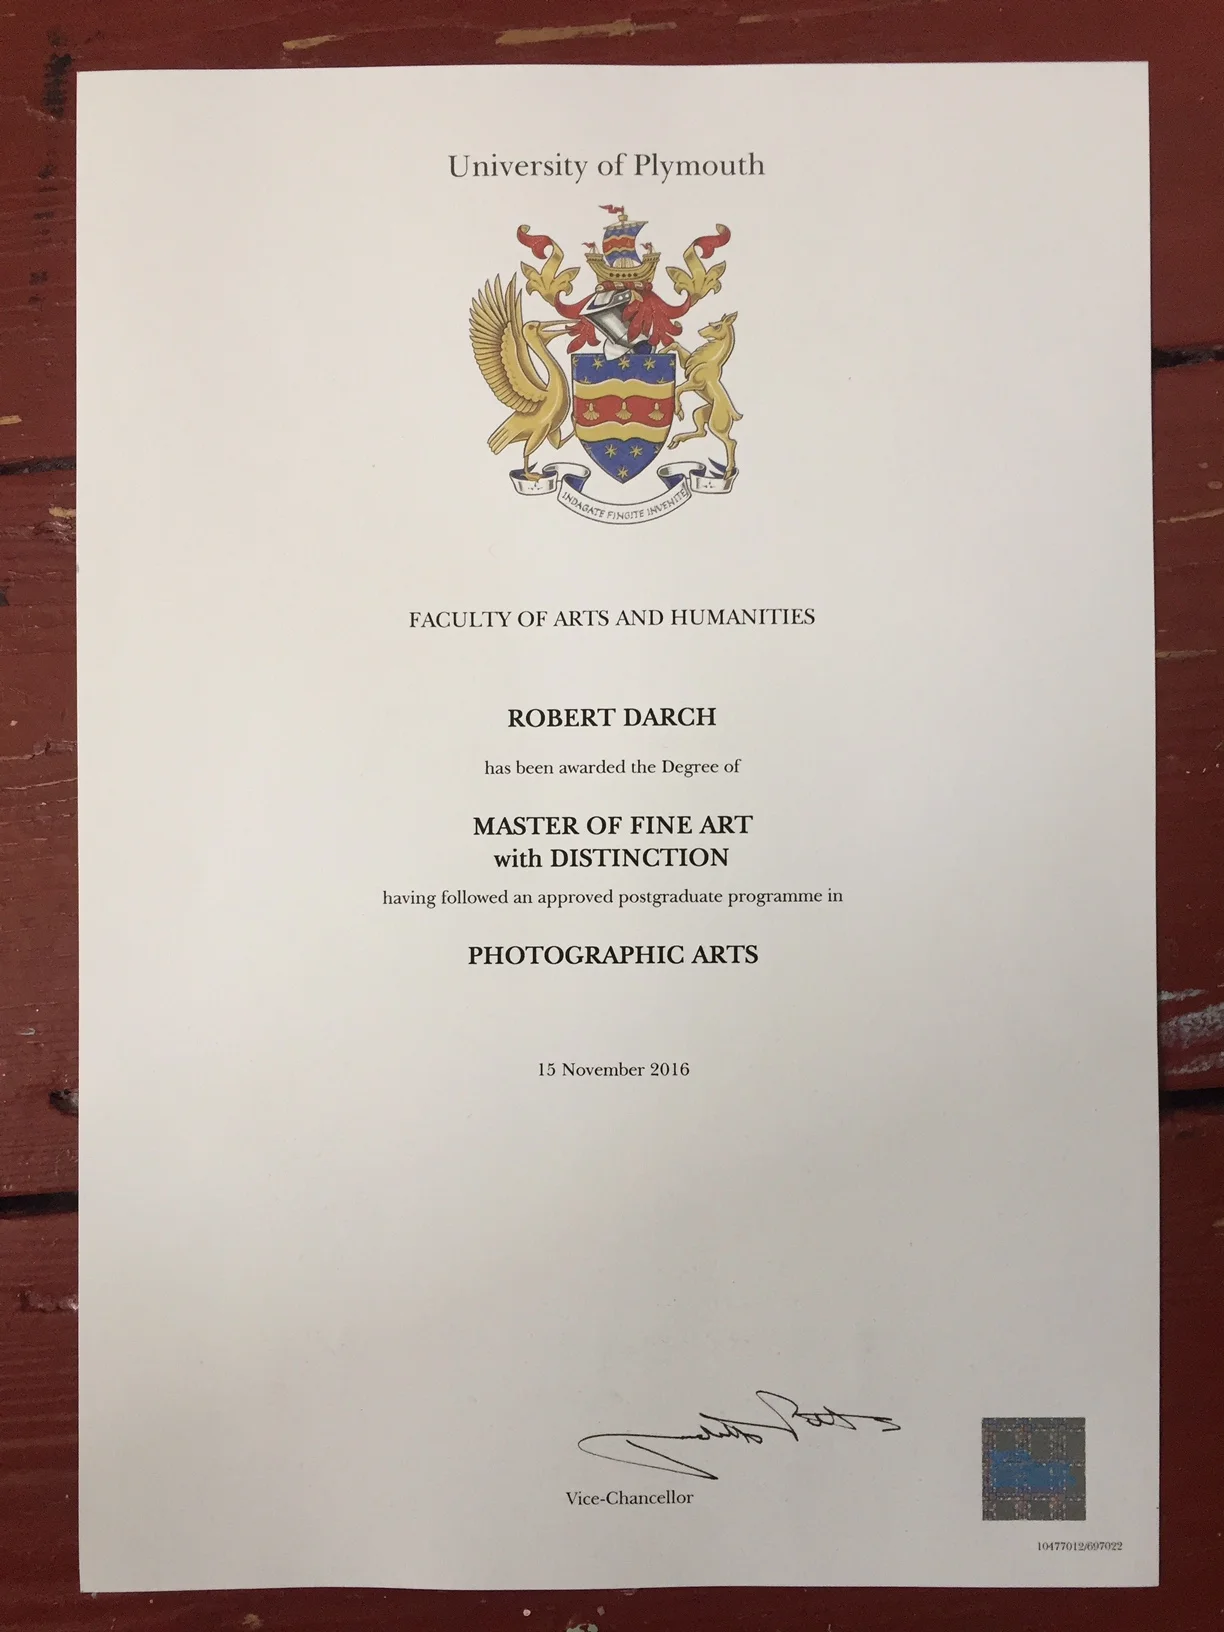 University of Plymouth
INDAGATE FINGITE INVENITE
FACULTY OF ARTS AND HUMANITIES
ROBERT DARCH
has been awarded the Degree of
MASTER OF FINE ART
with DISTINCTION
having followed an approved postgraduate programme in
PHOTOGRAPHIC ARTS
15 November 2016
Vice-Chancellor
10477012/697022